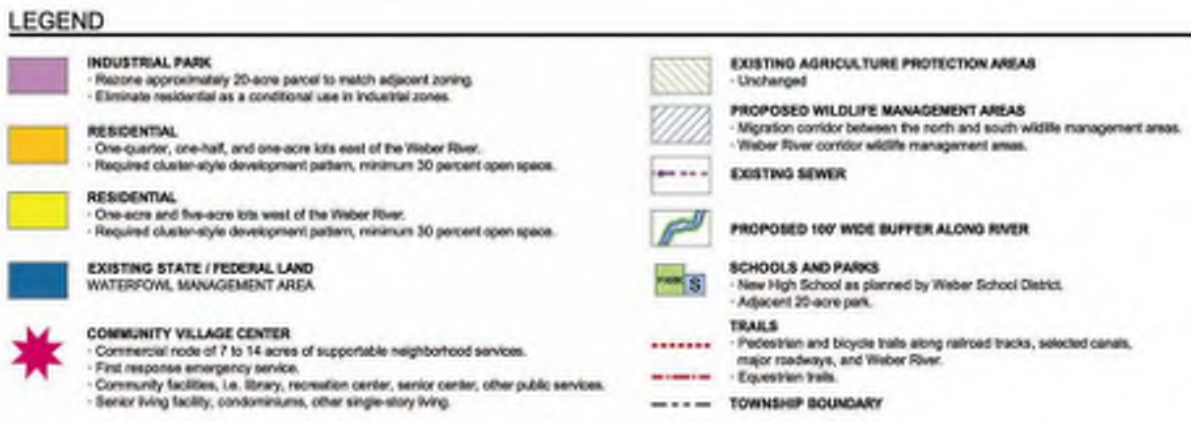 LEGEND
INDUSTRIAL PARK
· Rezone approximately 20-acre parcel to match adjacent zoning.
· Eliminate residential as a conditional use in Industrial zones.
RESIDENTIAL
· One-quarter, one-half, and one-acre lots east of the Weber River.
· Required cluster-style development pattern, minimum 30 percent open space.
RESIDENTIAL
· One-acre and five-acre lots west of the Weber River.
· Required cluster-style development pattern, minimum 30 percent open space.
EXISTING STATE / FEDERAL LAND
WATERFOWL MANAGEMENT AREA
COMMUNITY VILLAGE CENTER
· Commercial node of 7 to 14 acres of supportable neighborhood services.
· First response emergency service.
· Community facilities, i.e. library, recreation center, senior center, other public services.
· Senior living facility, condominiums, other single-story living.
EXISTING AGRICULTURE PROTECTION AREAS
· Unchanged
PROPOSED WILDLIFE MANAGEMENT AREAS
· Migration corridor between the north and south wildlife management areas.
· Weber River corridor wildlife management areas.
EXISTING SEWER
PROPOSED 100' WIDE BUFFER ALONG RIVER
PARK S
SCHOOLS AND PARKS
· New High School as planned by Weber School District.
· Adjacent 20-acre park.
TRAILS
· Pedestrian and bicycle trails along railroad tracks, selected canals,
major roadways, and Weber River.
· Equestrian trails.
TOWNSHIP BOUNDARY